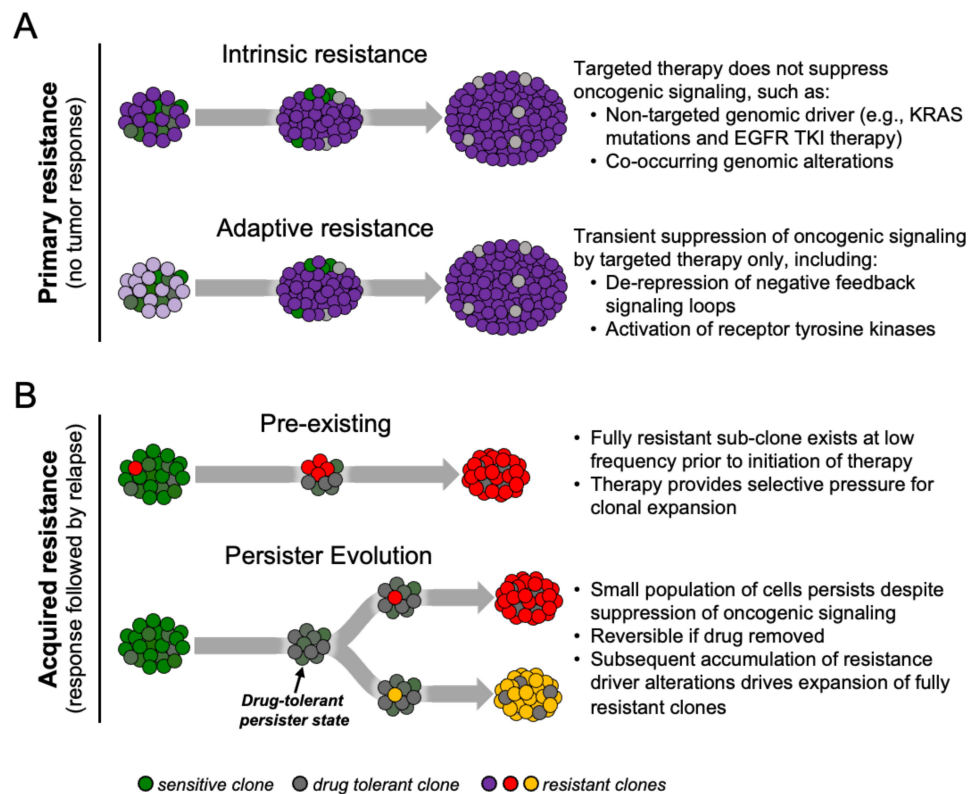 A
Primary resistance
(no tumor response)
Intrinsic resistance
Targeted therapy does not suppress
oncogenic signaling, such as:
• Non-targeted genomic driver (e.g., KRAS
mutations and EGFR TKI therapy)
• Co-occurring genomic alterations
Adaptive resistance
Transient suppression of oncogenic signaling
by targeted therapy only, including:
• De-repression of negative feedback
signaling loops
• Activation of receptor tyrosine kinases
B
Acquired resistance
(response followed by relapse)
Pre-existing
• Fully resistant sub-clone exists at low
frequency prior to initiation of therapy
• Therapy provides selective pressure for
clonal expansion
Persister Evolution
Drug-tolerant
persister state
• Small population of cells persists despite
suppression of oncogenic signaling
• Reversible if drug removed
• Subsequent accumulation of resistance
driver alterations drives expansion of fully
resistant clones
sensitive clone
drug tolerant clone
resistant clones